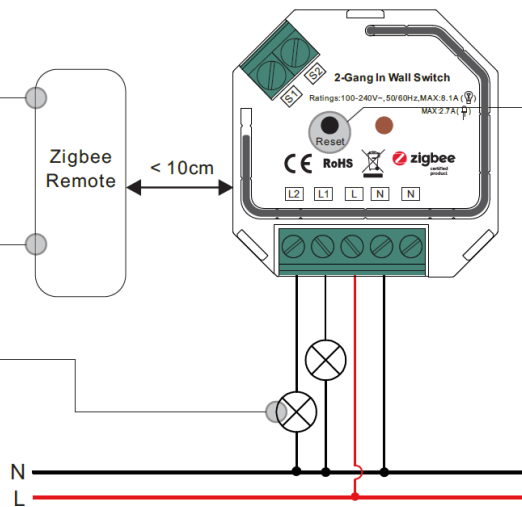 S2
S1
2-Gang In Wall Switch
Ratings:100-240V~,50/60Hz,MAX:8.1A ( )
MAX:2.7A ( )
Reset
Zigbee
Remote
< 10cm
CE RoHS zigbee
certified
product
L2 L1 L N N
N
L